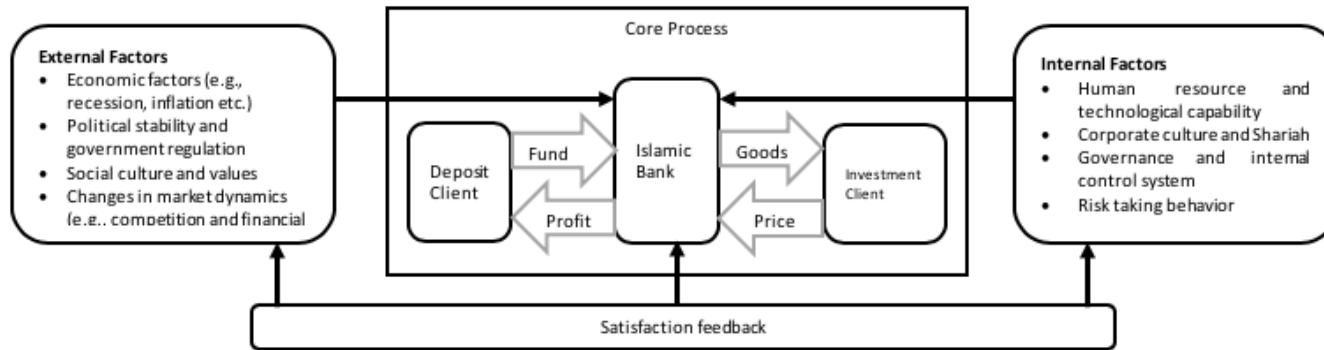 Core Process
External Factors
• Economic factors (e.g.,
recession, inflation etc.)
• Political stability and
government regulation
• Social culture and values
• Changes in market dynamics
(e.g., competition and financial
Deposit
Client
Fund
Profit
Islamic
Bank
Goods
Price
Investment
Client
Internal Factors
• Human resource and
technological capability
• Corporate culture and Shariah
• Governance and internal
control system
• Risk taking behavior
Satisfaction feedback